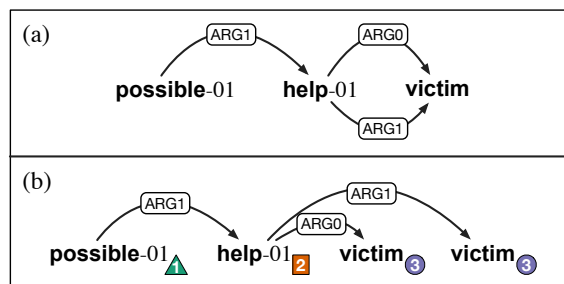 (a)
ARG1
ARG0
possible-01 help-01 victim
ARG1
(b)
ARG1
ARG1
ARG0
possible-01 1 help-01 2 victim 3 victim 3